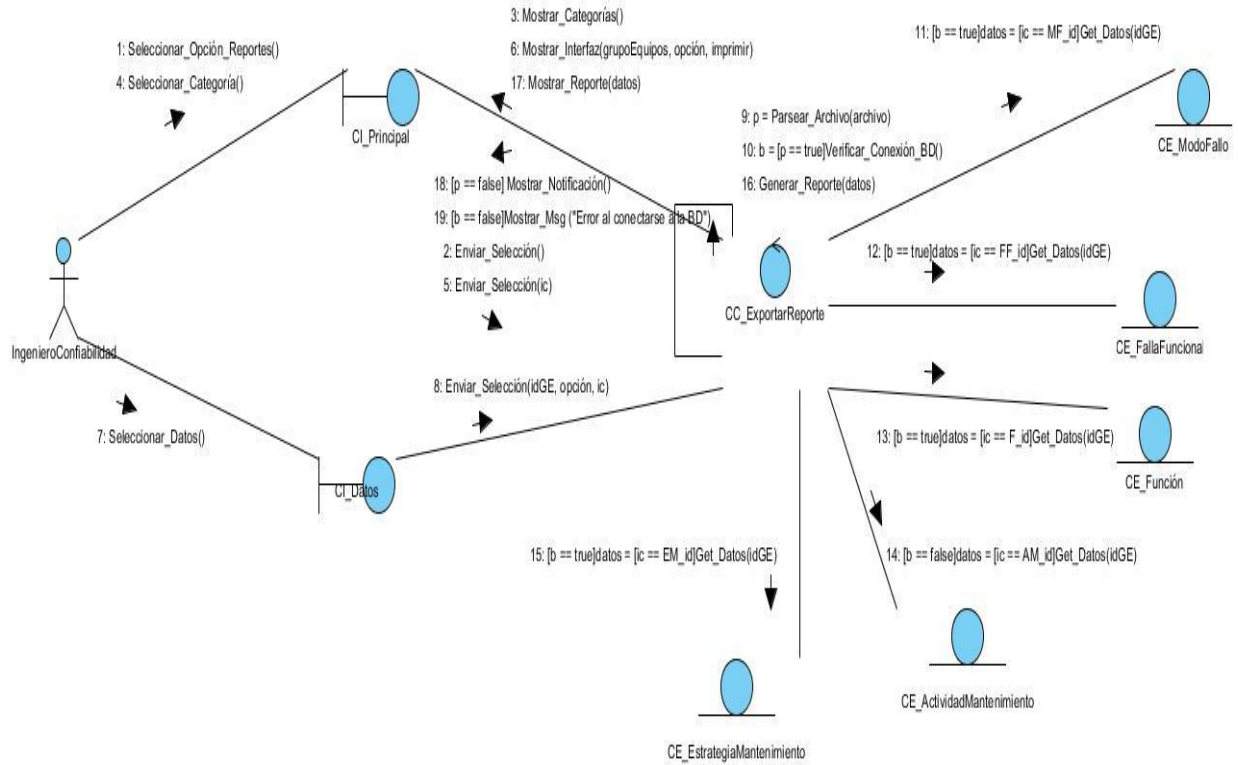 3: Mostrar_Categorías()
1: Seleccionar_Opción_Reportes()
6: Mostrar_Interfaz(grupoEquipos, opción, imprimir)
11: [b == true]datos = [ic == MF_id]Get_Datos(idGE)
4: Seleccionar_Categoría()
17: Mostrar_Reporte(datos)
CI_Principal
9: p = Parsear_Archivo(archivo)
CE_ModoFallo
10: b = [p == true]Verificar_Conexión_BD()
18: [p == false] Mostrar_Notificación()
16: Generar_Reporte(datos)
19: [b == false]Mostrar_Msg ("Error al conectarse a la BD")
2: Enviar_Selección()
12: [b == true]datos = [ic == FF_id]Get_Datos(idGE)
5: Enviar_Selección(ic)
CC_ExportarReporte
IngenieroConfiabilidad
CE_FallaFuncional
8: Enviar_Selección(idGE, opción, ic)
7: Seleccionar_Datos()
13: [b == true]datos = [ic == F_id]Get_Datos(idGE)
CE_Función
CI_Datos
15: [b == true]datos = [ic == EM_id]Get_Datos(idGE)
14: [b == false]datos = [ic == AM_id]Get_Datos(idGE)
CE_ActividadMantenimiento
CE_EstrategiaMantenimiento